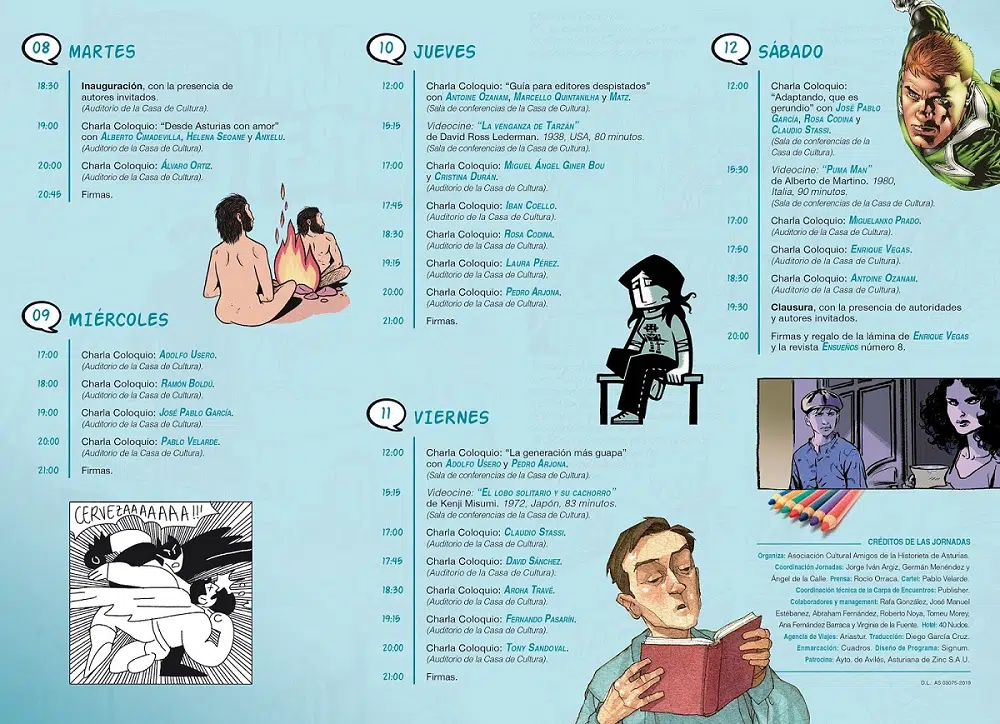 08 MARTES
18:30 Inauguración, con la presencia de
autores invitados.
(Auditorio de la Casa de Cultura).
19:00 Charla Coloquio: “Desde Asturias con amor”
con Alberto Cimadevilla, Helena Seoane y Anxelu.
(Auditorio de la Casa de Cultura).
20:00 Charla Coloquio: Álvaro Ortiz.
(Auditorio de la Casa de Cultura).
20:45 Firmas.
09 MIÉRCOLES
17:00 Charla Coloquio: Adolfo Usero.
(Auditorio de la Casa de Cultura).
18:00 Charla Coloquio: Ramón Boldú.
(Auditorio de la Casa de Cultura).
19:00 Charla Coloquio: José Pablo García.
(Auditorio de la Casa de Cultura).
20:00 Charla Coloquio: Pablo Velarde.
(Auditorio de la Casa de Cultura).
21:00 Firmas.
CERVEZAAAAAAA!!!
10 JUEVES
12:00 Charla Coloquio: “Guía para editores despistados”
con Antoine Ozanam, Marcello Quintanilha y Matz.
(Sala de conferencias de la Casa de Cultura).
15:15 Videocine: “La venganza de Tarzán”
de David Ross Lederman. 1938, USA, 80 minutos.
(Sala de conferencias de la Casa de Cultura).
17:00 Charla Coloquio: Miguel Ángel Giner Bou
y Cristina Durán.
(Auditorio de la Casa de Cultura).
17:45 Charla Coloquio: Iban Coello.
(Auditorio de la Casa de Cultura).
18:30 Charla Coloquio: Rosa Codina.
(Auditorio de la Casa de Cultura).
19:15 Charla Coloquio: Laura Pérez.
(Auditorio de la Casa de Cultura).
20:00 Charla Coloquio: Pedro Arjona.
(Auditorio de la Casa de Cultura).
21:00 Firmas.
11 VIERNES
12:00 Charla Coloquio: “La generación más guapa”
con Adolfo Usero y Pedro Arjona.
(Sala de conferencias de la Casa de Cultura).
15:15 Videocine: “El lobo solitario y su cachorro”
de Kenji Misumi. 1972, Japón, 83 minutos.
(Sala de conferencias de la Casa de Cultura).
17:00 Charla Coloquio: Claudio Stassi.
(Auditorio de la Casa de Cultura).
17:45 Charla Coloquio: David Sánchez.
(Auditorio de la Casa de Cultura).
18:30 Charla Coloquio: Aroha Travé.
(Auditorio de la Casa de Cultura).
19:15 Charla Coloquio: Fernando Pasarín.
(Auditorio de la Casa de Cultura).
20:00 Charla Coloquio: Tony Sandoval.
(Auditorio de la Casa de Cultura).
21:00 Firmas.
12 SÁBADO
12:00 Charla Coloquio:
“Adaptando, que es
gerundio” con José Pablo
García, Rosa Codina y
Claudio Stassi.
(Sala de conferencias de la
Casa de Cultura).
15:30 Videocine: “Puma Man”
de Alberto de Martino. 1980,
Italia, 90 minutos.
(Sala de conferencias de la Casa de Cultura).
17:00 Charla Coloquio: Miguelanxo Prado.
(Auditorio de la Casa de Cultura).
17:50 Charla Coloquio: Enrique Vegas.
(Auditorio de la Casa de Cultura).
18:30 Charla Coloquio: Antoine Ozanam.
(Auditorio de la Casa de Cultura).
19:30 Clausura, con la presencia de autoridades
y autores invitados.
20:00 Firmas y regalo de la lámina de Enrique Vegas
y la revista Ensueños número 8.
CRÉDITOS DE LAS JORNADAS
Organiza: Asociación Cultural Amigos de la Historieta de Asturias.
Coordinación Jornadas: Jorge Iván Argiz, Germán Menéndez y
Ángel de la Calle. Prensa: Rocío Orraca. Cartel: Pablo Velarde.
Coordinación técnica de la Carpa de Encuentros: Publisher.
Colaboradores y management: Rafa González, José Manuel
Estébanez, Abraham Fernández, Roberto Noya, Tomeu Morey,
Ana Fernández Barraca y Virginia de la Fuente. Hotel: 40 Nudos.
Agencia de Viajes: Ariastur. Traducción: Diego García Cruz.
Enmarcación: Cuadros. Diseño de Programa: Signum.
Patrocina: Ayto. de Avilés, Asturiana de Zinc S.A.U.
D.L.: AS 03076-2019